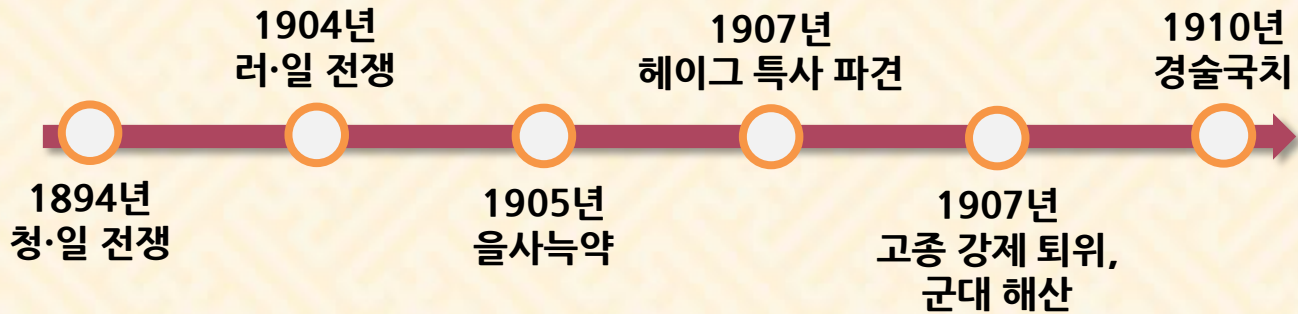 1894년
청·일 전쟁
1904년
러·일 전쟁
1905년
을사늑약
1907년
헤이그 특사 파견
1907년
고종 강제 퇴위,
군대 해산
1910년
경술국치